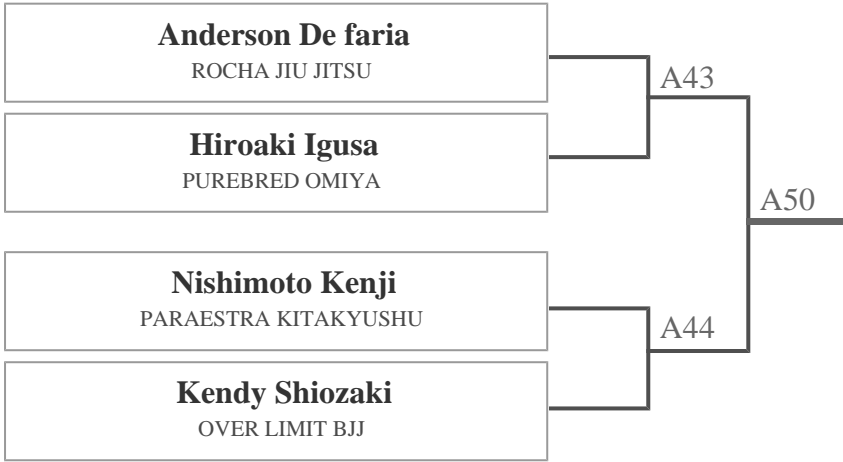 Anderson De faria
ROCHA JIU JITSU
A43
Hiroaki Igusa
PUREBRED OMIYA
A50
Nishimoto Kenji
PARAESTRA KITAKYUSHU
A44
Kendy Shiozaki
OVER LIMIT BJJ